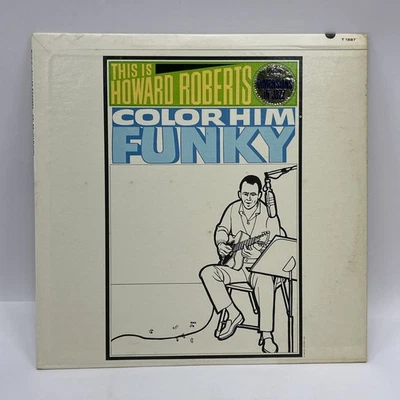 T 1887
THIS IS
HOWARD ROBERTS
COLOR HIM
FUNKY